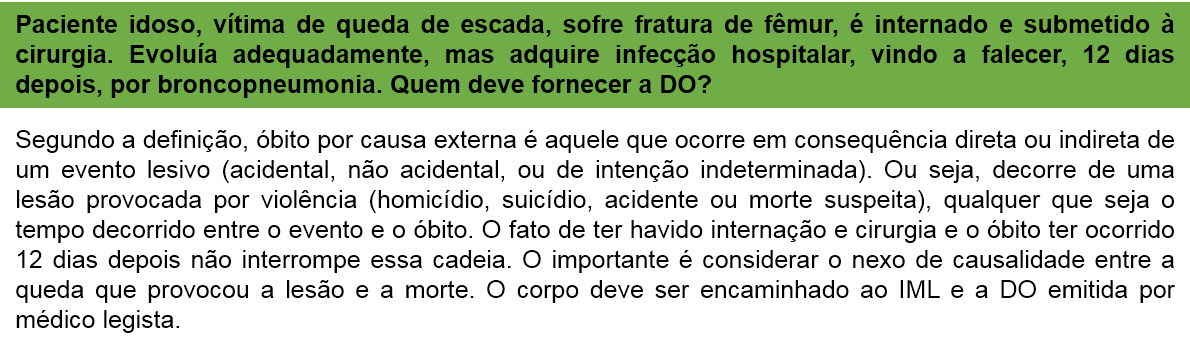 Paciente idoso, vítima de queda de escada, sofre fratura de fêmur, é internado e submetido à
cirurgia. Evoluía adequadamente, mas adquire infecção hospitalar, vindo a falecer, 12 dias
depois, por broncopneumonia. Quem deve fornecer a DO?
Segundo a definição, óbito por causa externa é aquele que ocorre em consequência direta ou indireta de
um evento lesivo (acidental, não acidental, ou de intenção indeterminada). Ou seja, decorre de uma
lesão provocada por violência (homicídio, suicídio, acidente ou morte suspeita), qualquer que seja o
tempo decorrido entre o evento e o óbito. O fato de ter havido internação e cirurgia e o óbito ter ocorrido
12 dias depois não interrompe essa cadeia. O importante é considerar o nexo de causalidade entre a
queda que provocou a lesão e a morte. O corpo deve ser encaminhado ao IML e a DO emitida por
médico legista.